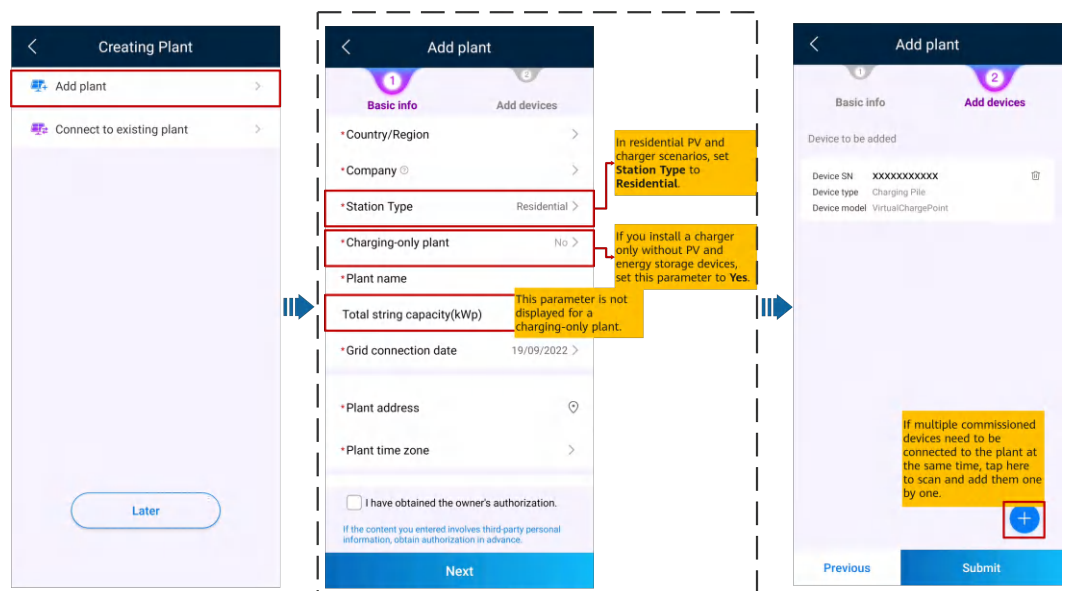 Creating Plant
Add plant
Connect to existing plant
Later
Add plant
1
2
Basic info
Add devices
*Country/Region
*Company
*Station Type
Residential
*Charging-only plant
No
*Plant name
Total string capacity(kWp)
*Grid connection date
19/09/2022
*Plant address
*Plant time zone
I have obtained the owner's authorization.
If the content you entered involves third-party personal
information, obtain authorization in advance.
Next
In residential PV and
charger scenarios, set
Station Type to
Residential.
If you install a charger
only without PV and
energy storage devices,
set this parameter to Yes.
This parameter is not
displayed for a
charging-only plant.
Add plant
1
2
Basic info
Add devices
Device to be added
Device SN XXXXXXXXXXX
Device type Charging Pile
Device model VirtualChargePoint
If multiple commissioned
devices need to be
connected to the plant at
the same time, tap here
to scan and add them one
by one.
Previous
Submit